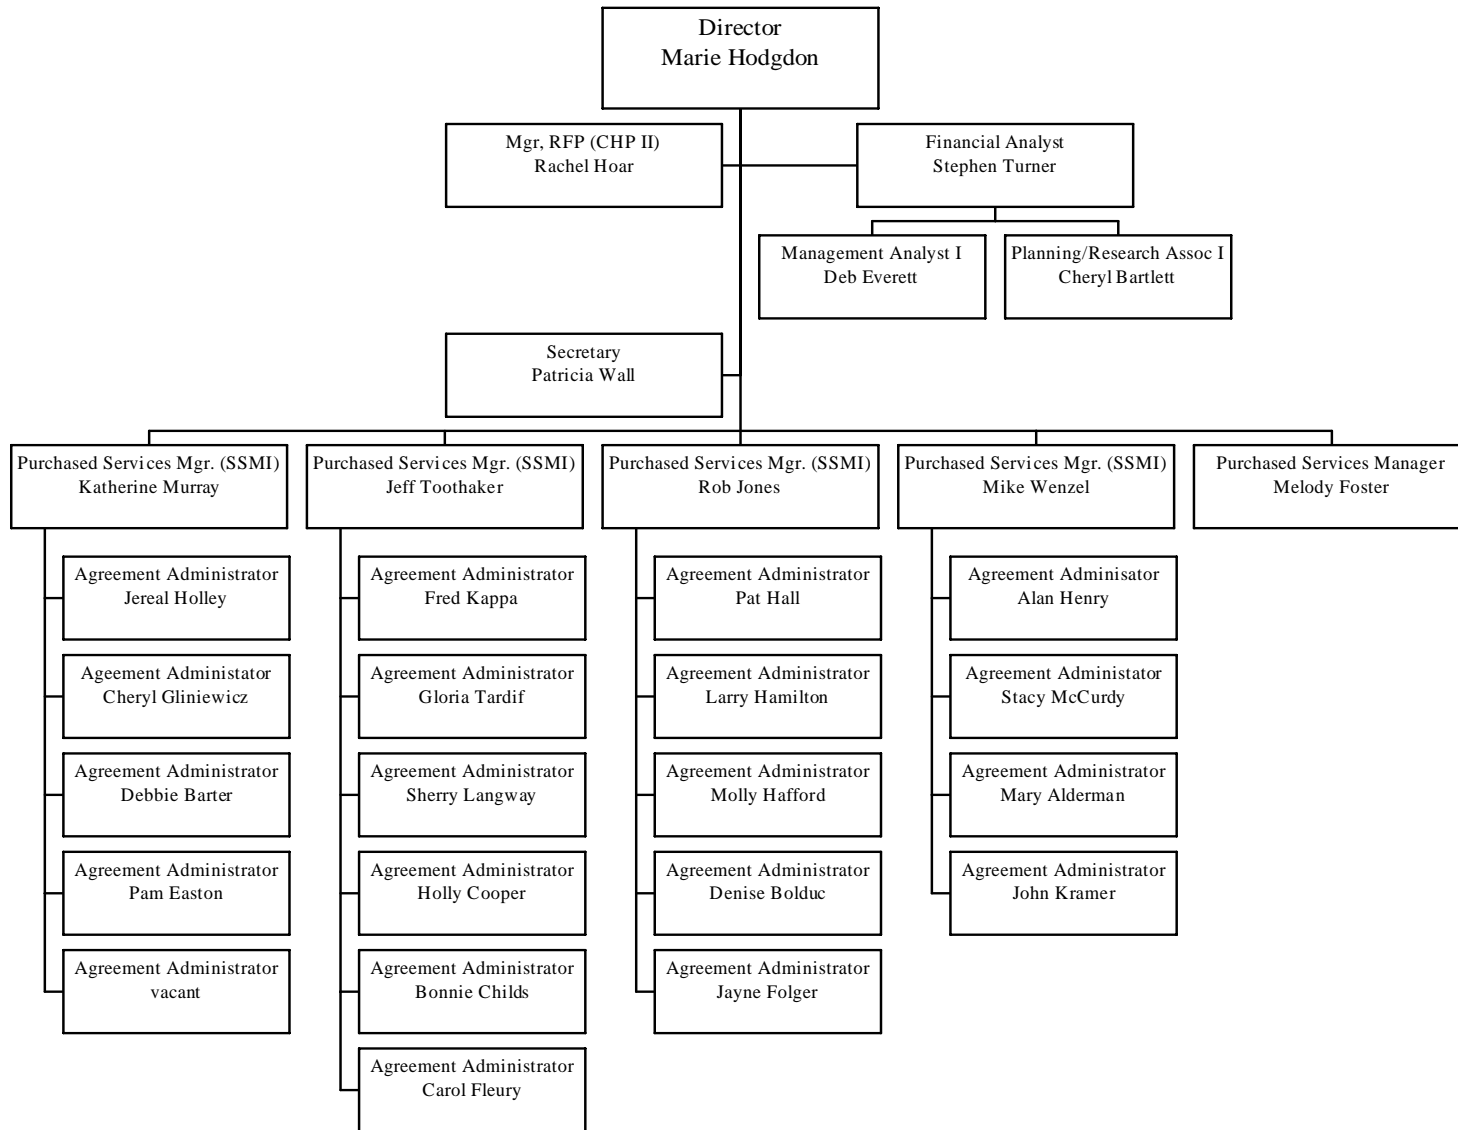 Director
Marie Hodgdon
Mgr, RFP (CHP II)
Rachel Hoar
Financial Analyst
Stephen Turner
Management Analyst I
Deb Everett
Planning/Research Assoc I
Cheryl Bartlett
Secretary
Patricia Wall
Purchased Services Mgr. (SSMI)
Katherine Murray
Purchased Services Mgr. (SSMI)
Jeff Toothaker
Purchased Services Mgr. (SSMI)
Rob Jones
Purchased Services Mgr. (SSMI)
Mike Wenzel
Purchased Services Manager
Melody Foster
Agreement Administrator
Jereal Holley
Ageement Administator
Cheryl Gliniewicz
Agreement Administrator
Debbie Barter
Agreement Administrator
Pam Easton
Agreement Administrator
vacant
Agreement Administrator
Fred Kappa
Agreement Administrator
Gloria Tardif
Agreement Administrator
Sherry Langway
Agreement Administrator
Holly Cooper
Agreement Administrator
Bonnie Childs
Agreement Administrator
Carol Fleury
Agreement Administrator
Pat Hall
Agreement Administrator
Larry Hamilton
Agreement Administrator
Molly Hafford
Agreement Administrator
Denise Bolduc
Agreement Administrator
Jayne Folger
Agreement Adminisator
Alan Henry
Agreement Administator
Stacy McCurdy
Agreement Administrator
Mary Alderman
Agreement Administrator
John Kramer